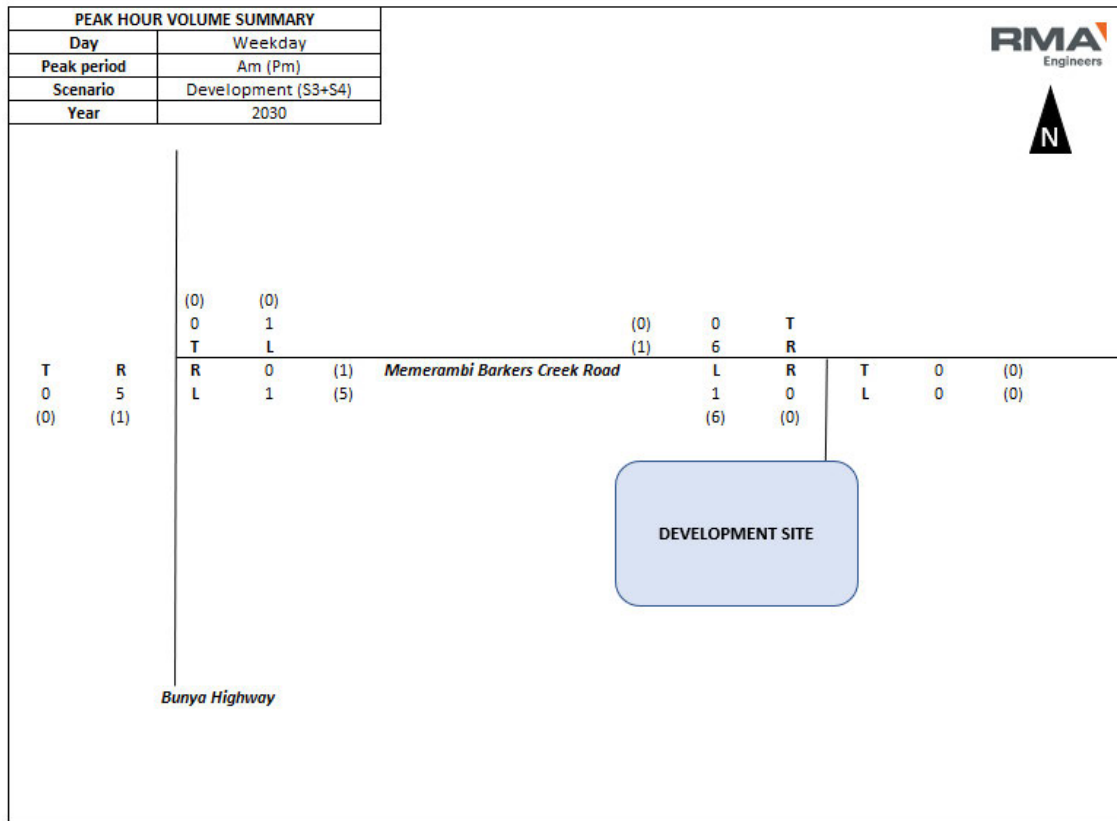 PEAK HOUR VOLUME SUMMARY
Day Weekday
Peak period Am (Pm)
Scenario Development (S3+S4)
Year 2030
RMA
Engineers
N
(0) (0)
0 1 (0) 0 T
T L (1) 6 R
T R R 0 (1) Memerambi Barkers Creek Road L R T 0 (0)
0 5 L 1 (5) 1 0 L 0 (0)
(0) (1) (6) (0)
DEVELOPMENT SITE
Bunya Highway